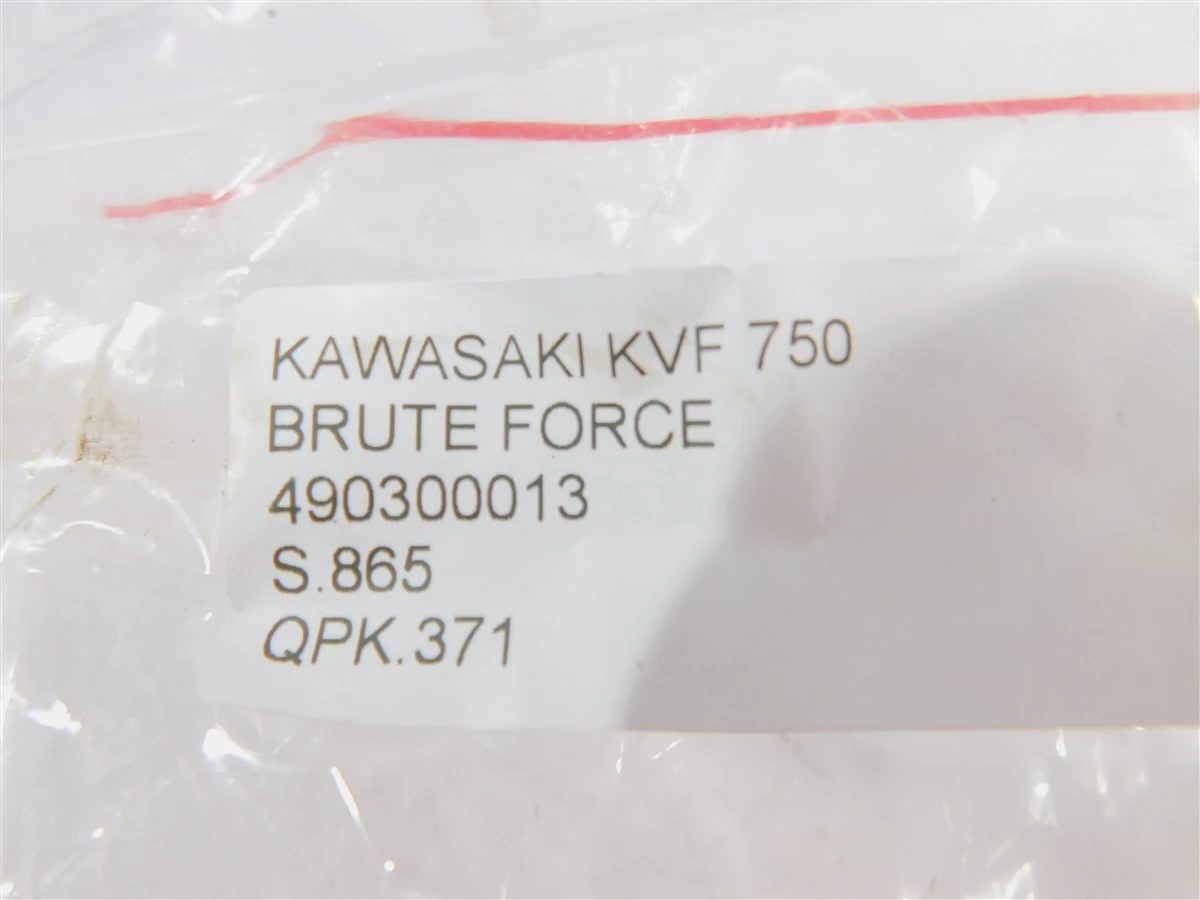 KAWASAKI KVF 750
BRUTE FORCE
490300013
S.865
QPK.371